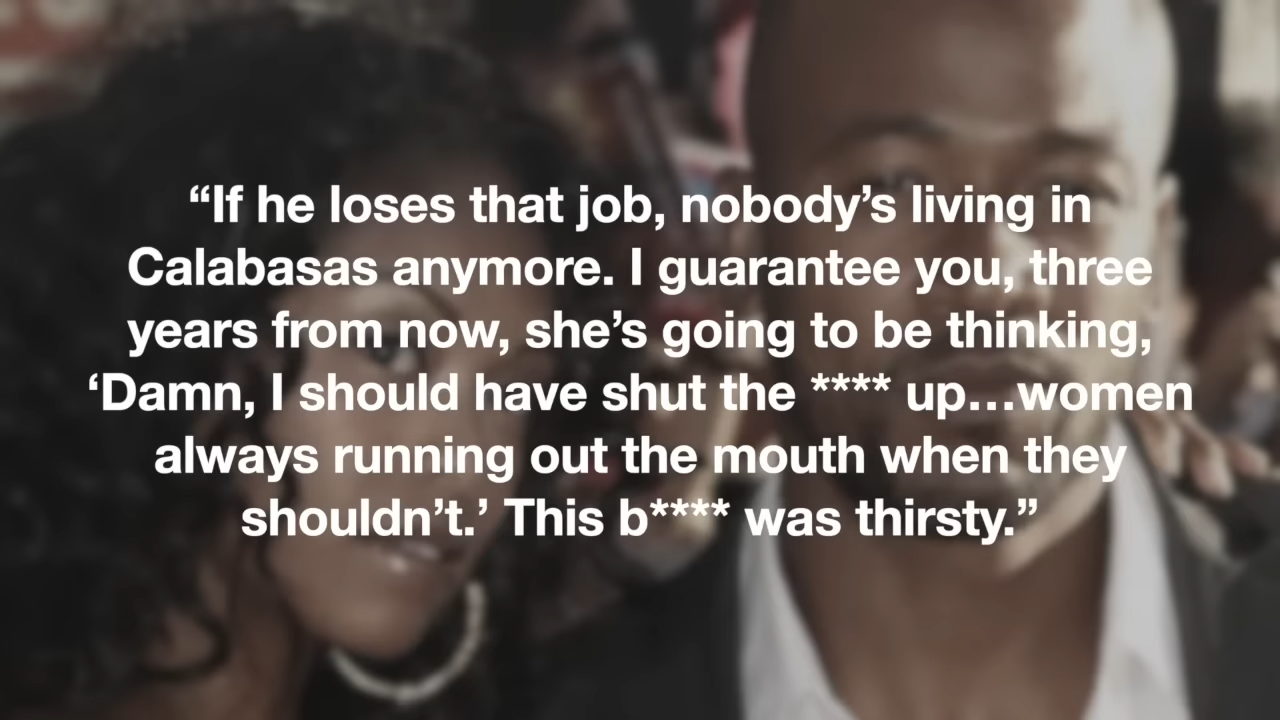 “If he loses that job, nobody’s living in
Calabasas anymore. I guarantee you, three
years from now, she’s going to be thinking,
‘Damn, I should have shut the **** up…women
always running out the mouth when they
shouldn’t.’ This b**** was thirsty.”